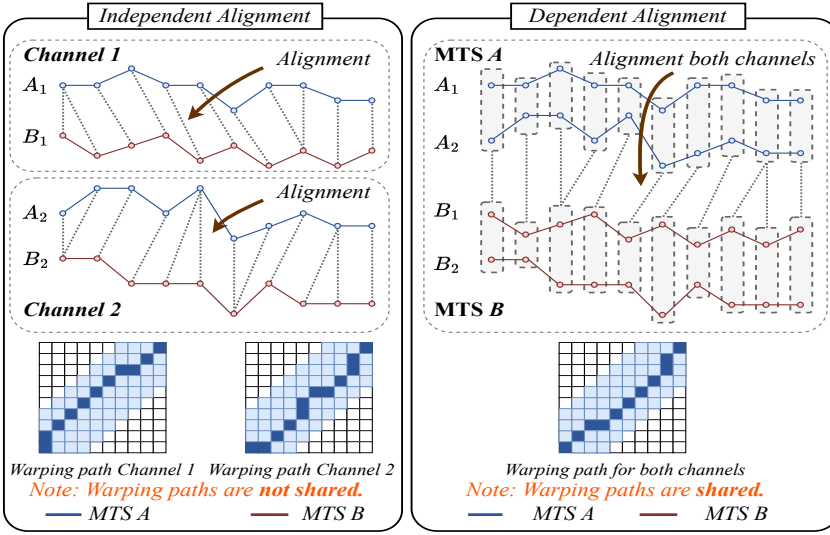 Independent Alignment
Channel 1
Alignment
A1
B1
Alignment
A2
B2
Channel 2
Warping path Channel 1
Warping path Channel 2
Note: Warping paths are not shared.
MTS A
MTS B
Dependent Alignment
MTS A
Alignment both channels
A1
A2
B1
B2
MTS B
Warping path for both channels
Note: Warping paths are shared.
MTS A
MTS B